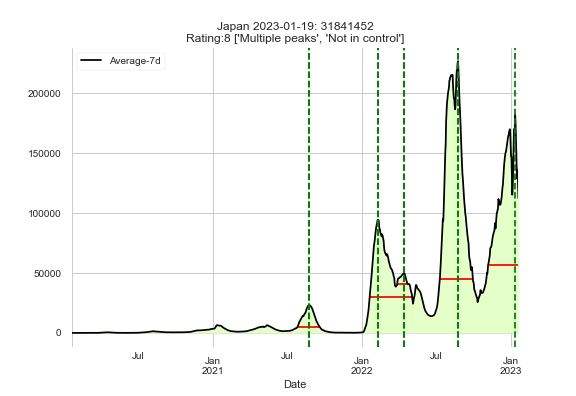 Japan 2023-01-19: 31841452
Rating:8 ['Multiple peaks', 'Not in control']
Average-7d
200000
150000
100000
50000
0
Jul
Jan
2021
Jul
Jan
2022
Jul
Jan
2023
Date